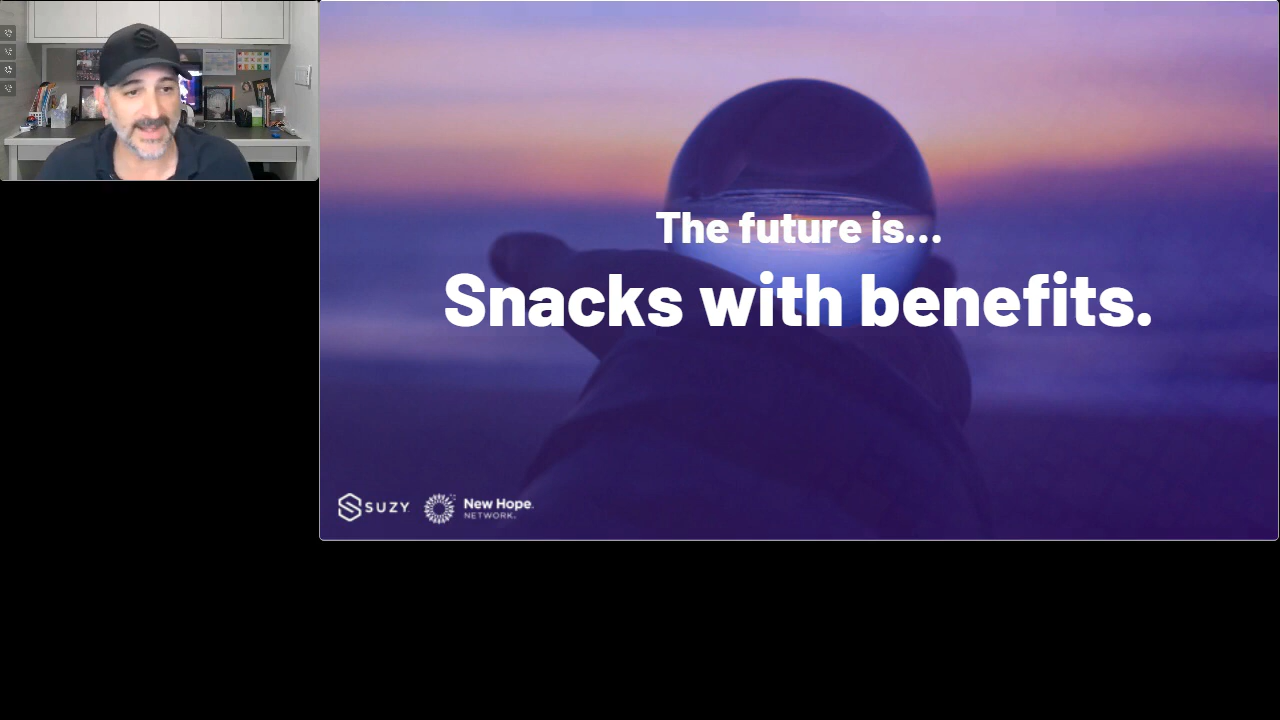 The future is...
Snacks with benefits.
SUZY
New Hope
NETWORK